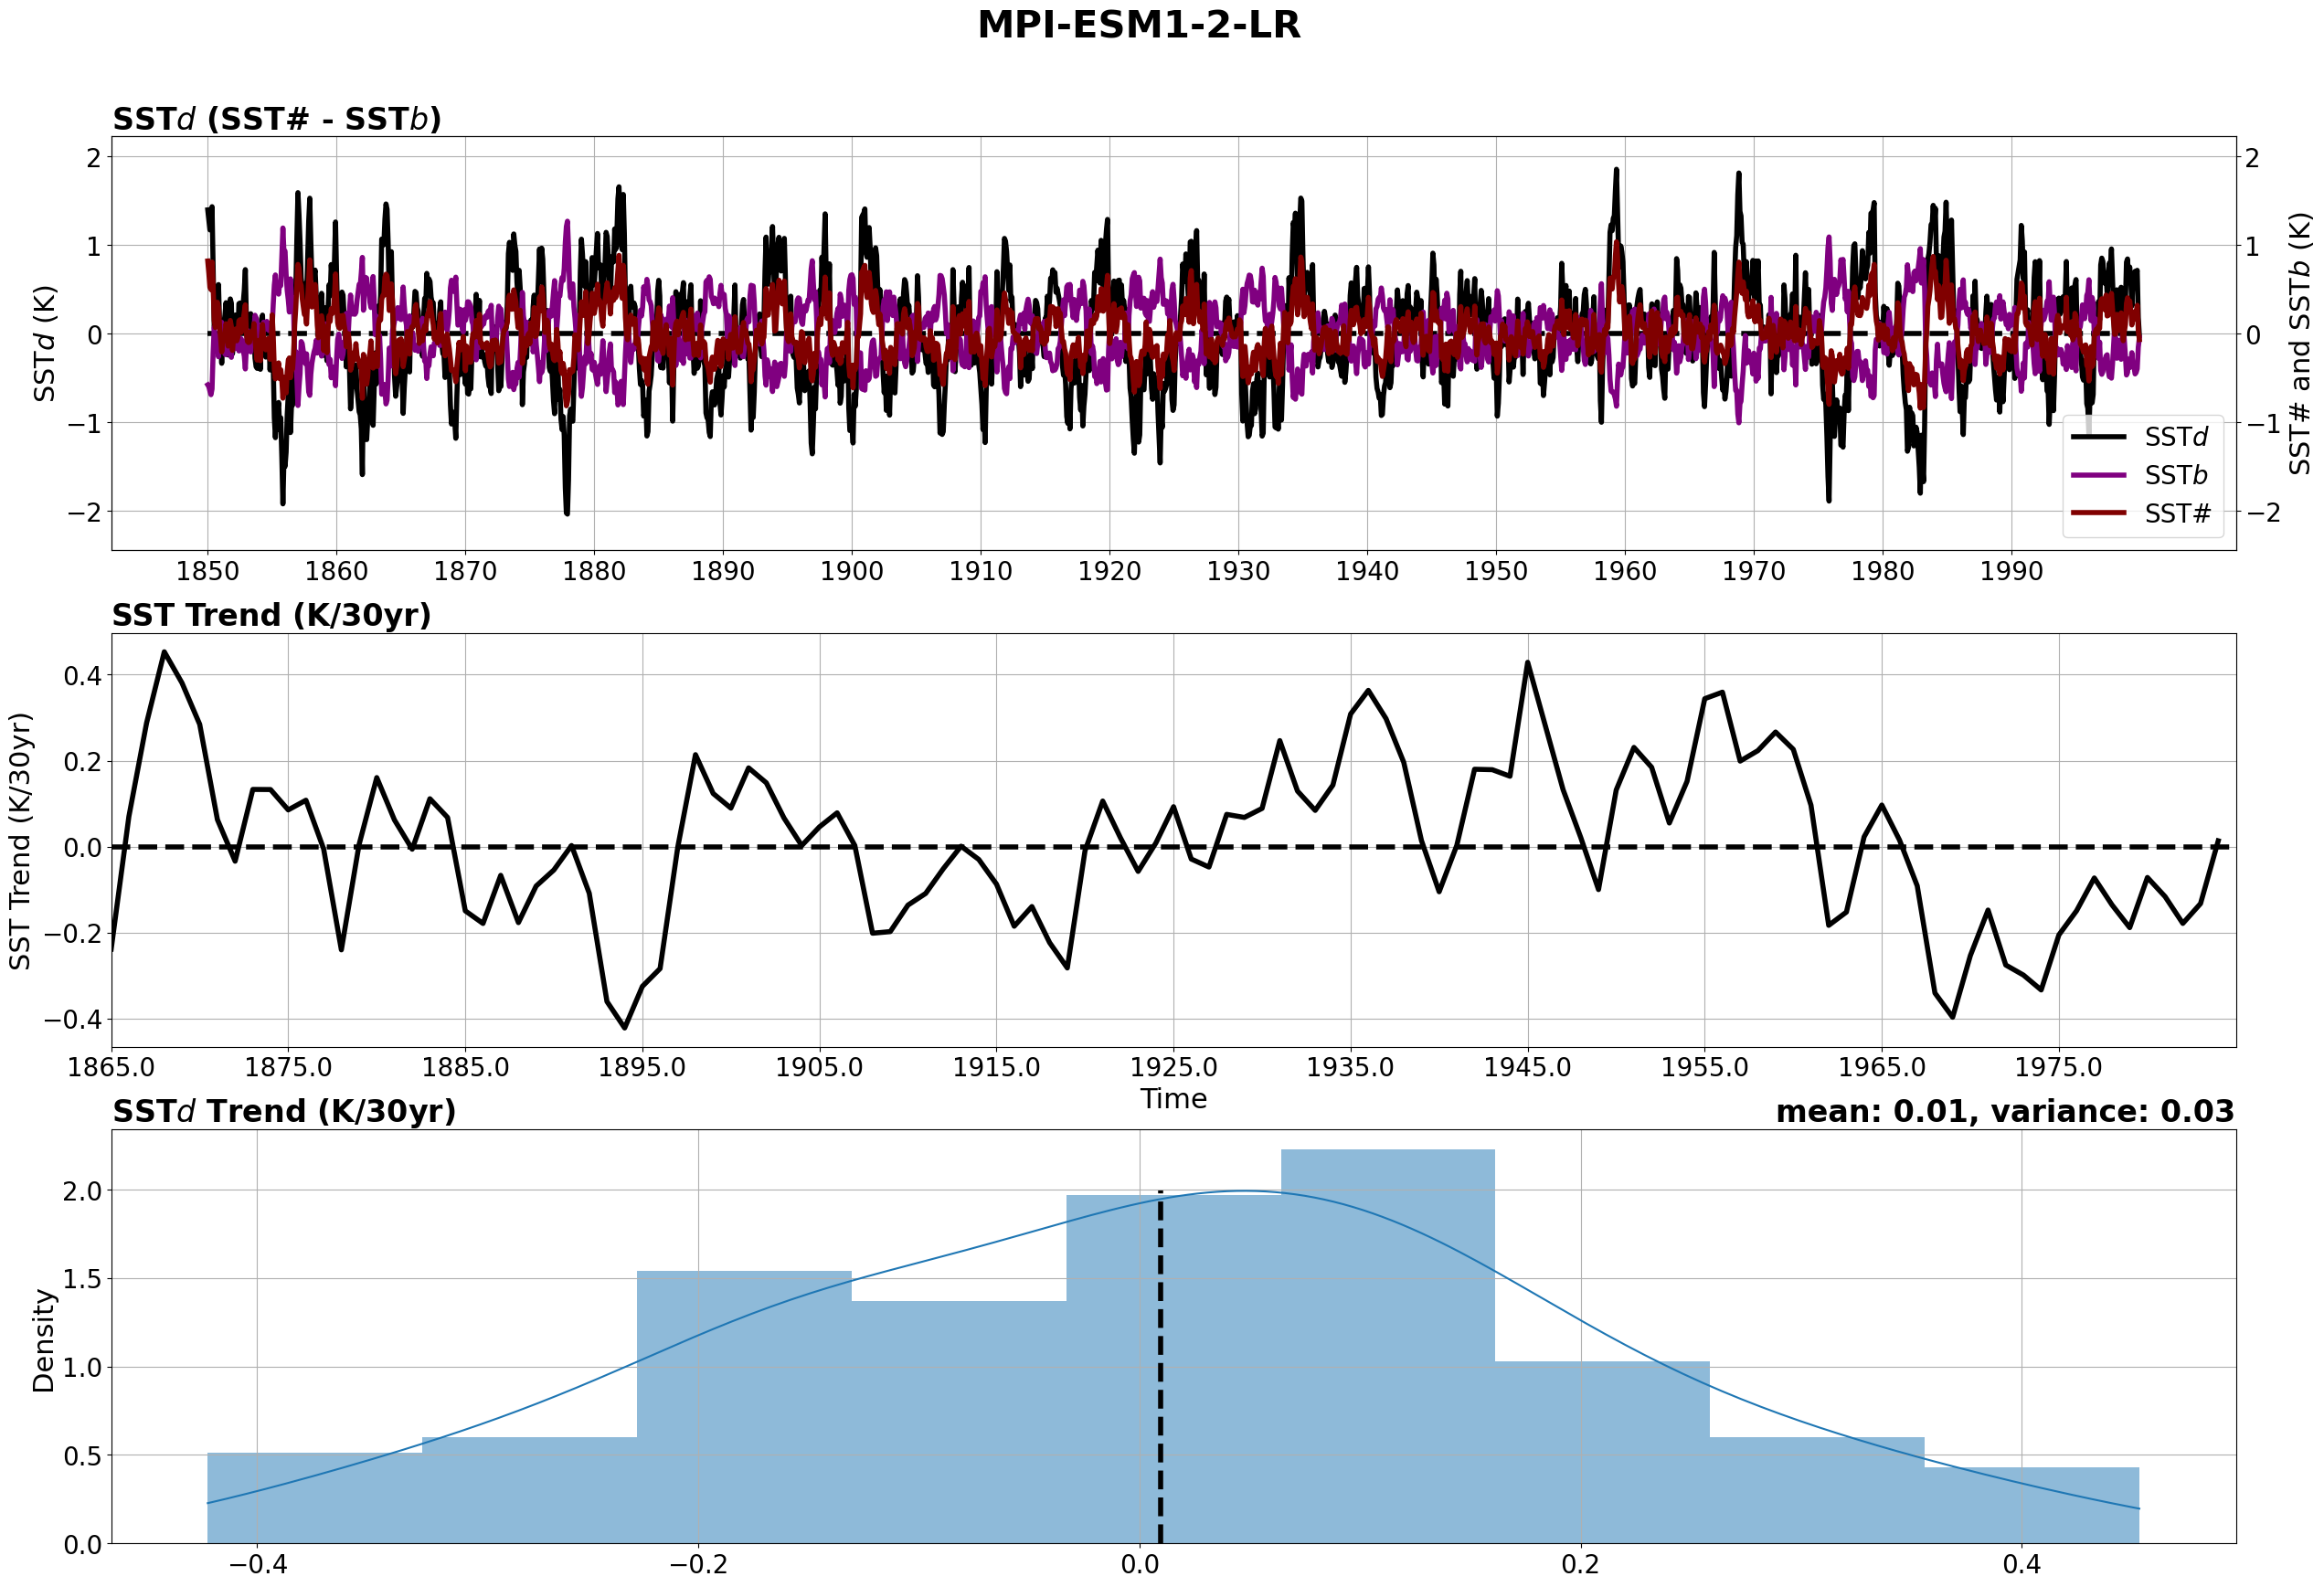 MPI-ESM1-2-LR
SSTd (SST# - SSTb)
2
1
0
−1
−2
SSTd (K)
2
1
0
−1
−2
SST# and SSTb (K)
SSTd
SSTb
SST#
1850 1860 1870 1880 1890 1900 1910 1920 1930 1940 1950 1960 1970 1980 1990
SST Trend (K/30yr)
0.4
0.2
0.0
−0.2
−0.4
SST Trend (K/30yr)
1865.0 1875.0 1885.0 1895.0 1905.0 1915.0 1925.0 1935.0 1945.0 1955.0 1965.0 1975.0
Time
SSTd Trend (K/30yr)
mean: 0.01, variance: 0.03
2.0
1.5
1.0
0.5
0.0
Density
−0.4 −0.2 0.0 0.2 0.4